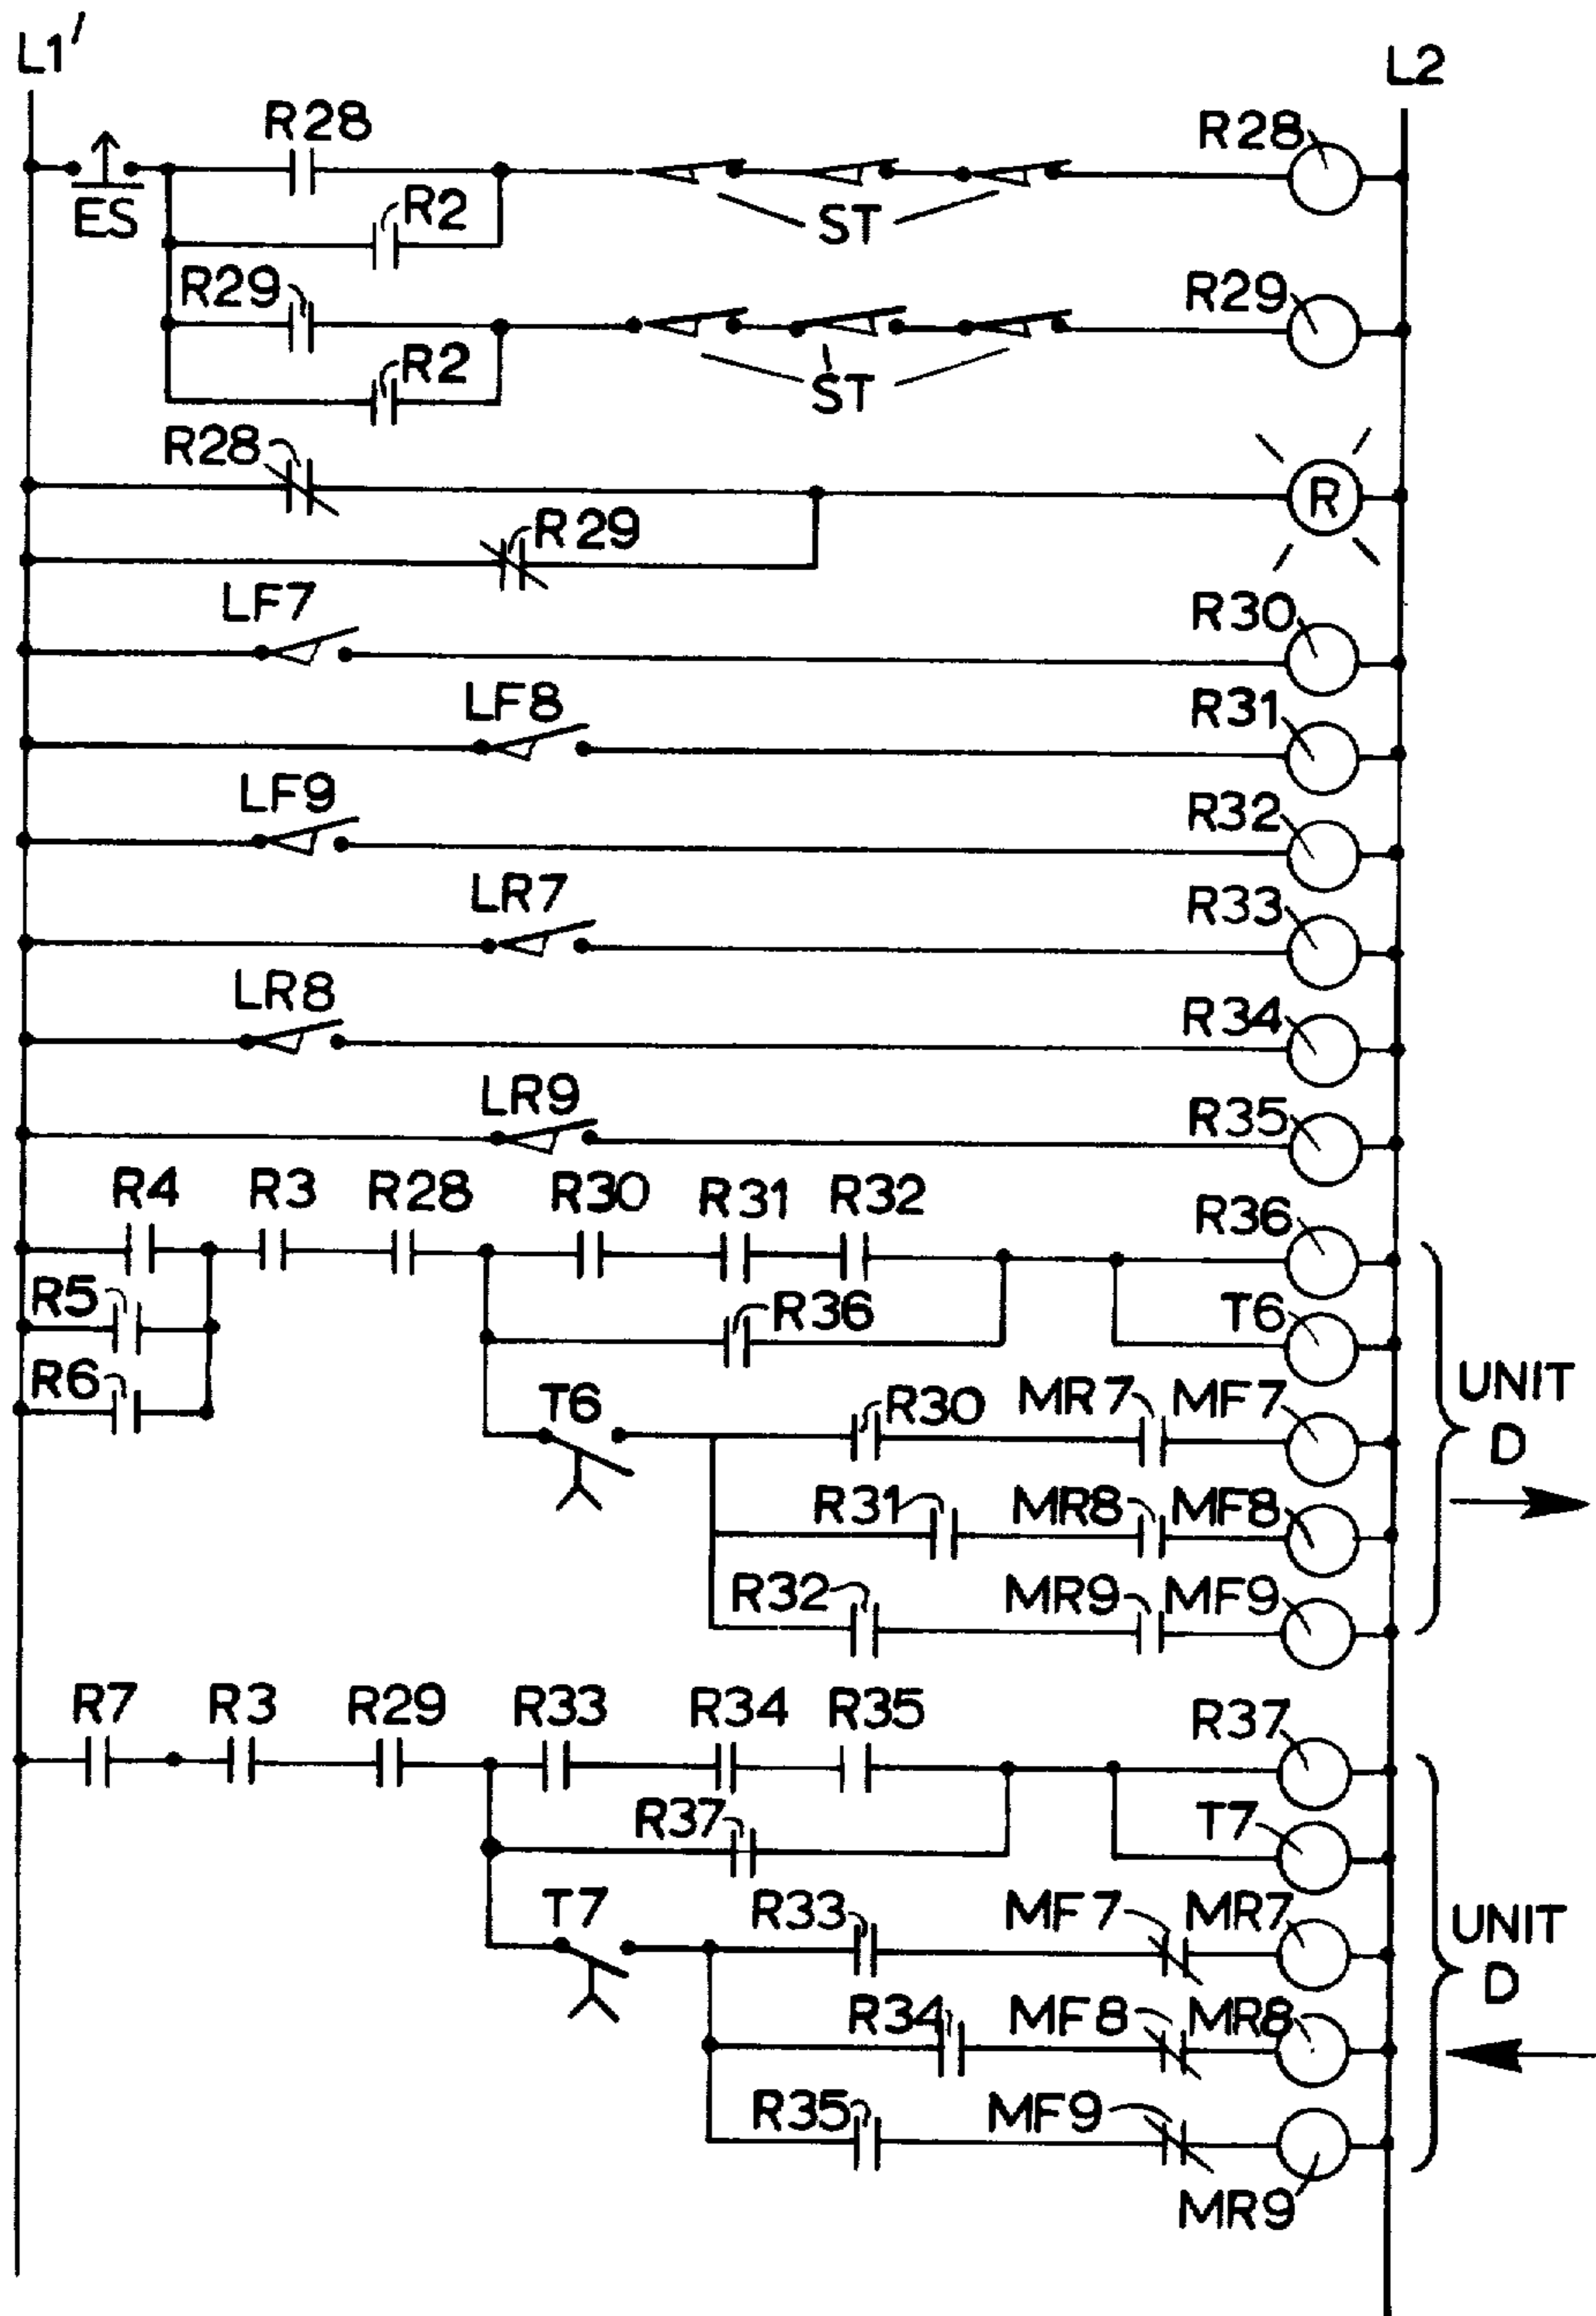 L1' L2
R28 R28
ES R2 ST
R29 R29
R2 ST
R28 R
R29
LF7 R30
LF8 R31
LF9 R32
LR7 R33
LR8 R34
LR9 R35
R4 R3 R28 R30 R31 R32 R36
R5 R36 T6
R6 T6 R30 MR7 MF7 UNIT
D
R31 MR8 MF8
R32 MR9 MF9
R7 R3 R29 R33 R34 R35 R37
R37 T7
T7 R33 MF7 MR7 UNIT
D
R34 MF8 MR8
R35 MF9
MR9